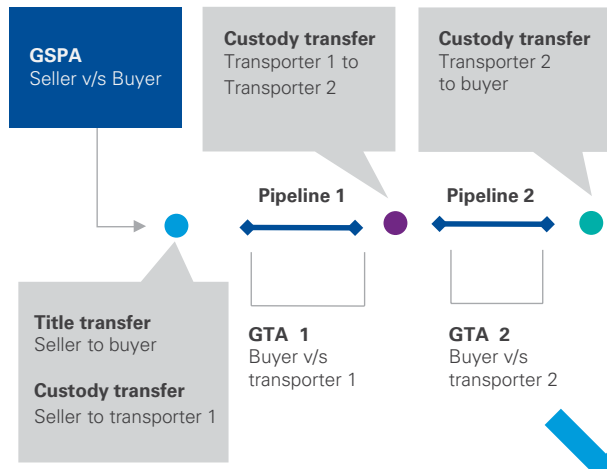 GSPA
Seller v/s Buyer
Custody transfer
Transporter 1 to
Transporter 2
Custody transfer
Transporter 2
to buyer
Pipeline 1
Pipeline 2
Title transfer
Seller to buyer
Custody transfer
Seller to transporter 1
GTA 1
Buyer v/s
transporter 1
GTA 2
Buyer v/s
transporter 2